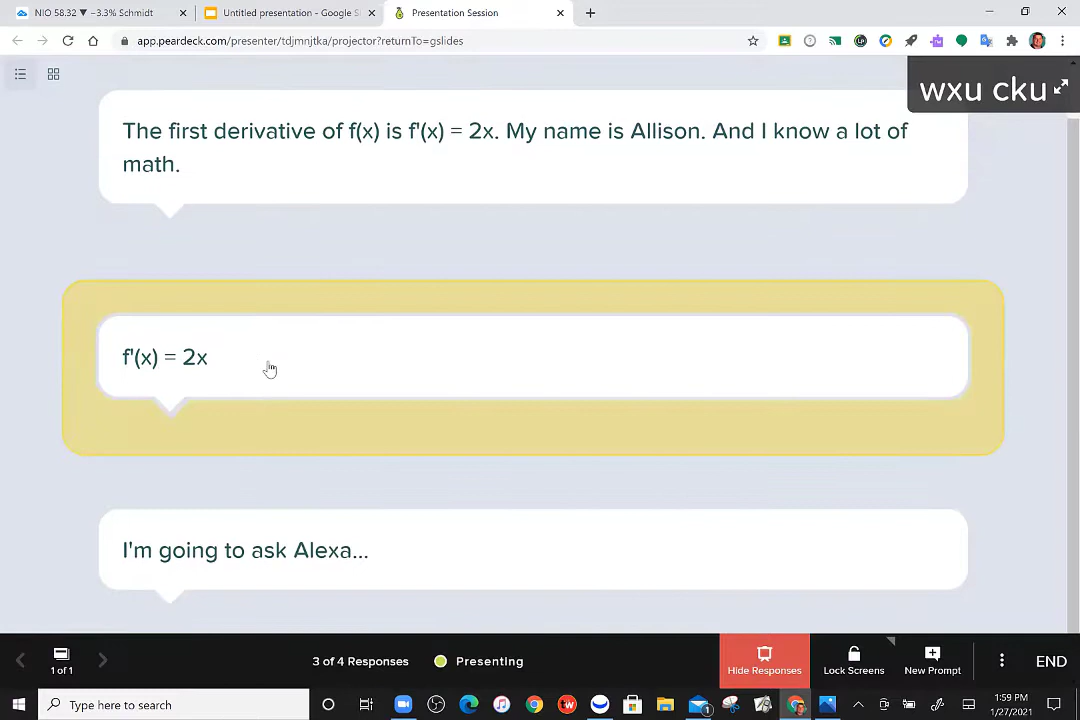 NIO 58.32 ▼ −3.3% Schmidt
Untitled presentation - Google Sl
Presentation Session
app.peardeck.com/presenter/tdjmnjtka/projector?returnTo=gslides
wxu cku
The first derivative of f(x) is f'(x) = 2x. My name is Allison. And I know a lot of
math.
f'(x) = 2x
I'm going to ask Alexa...
1 of 1
3 of 4 Responses
Presenting
Hide Responses
Lock Screens
New Prompt
END
Type here to search
1:59 PM
1/27/2021